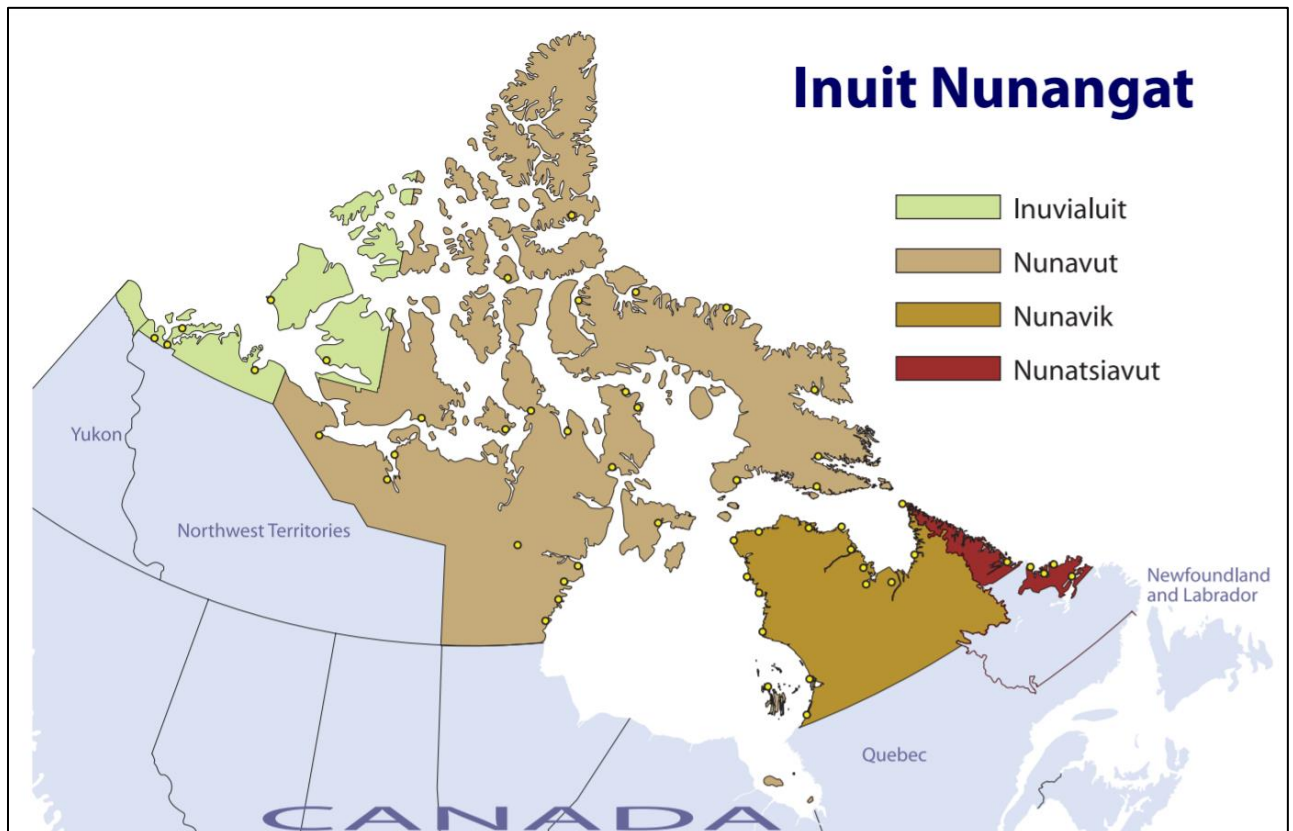 Inuit Nunangat
Inuvialuit
Nunavut
Nunavik
Nunatsiavut
Yukon
Northwest Territories
Newfoundland
and Labrador
Quebec
CANADA